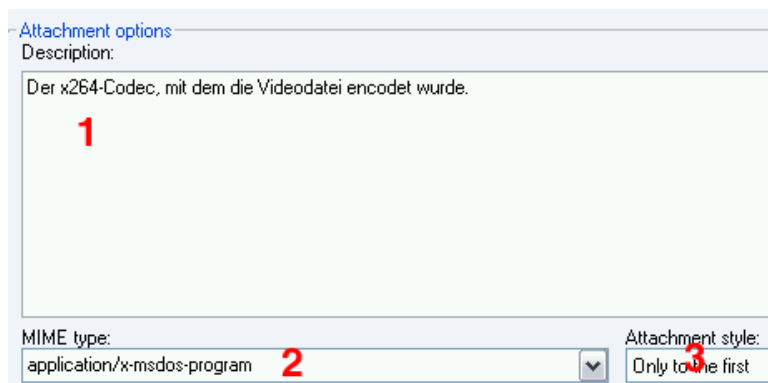 Attachment options
Description:
Der x264-Codec, mit dem die Videodatei encodet wurde.
1
MIME type:
Attachment style:
application/x-msdos-program
2
Only to the first
3